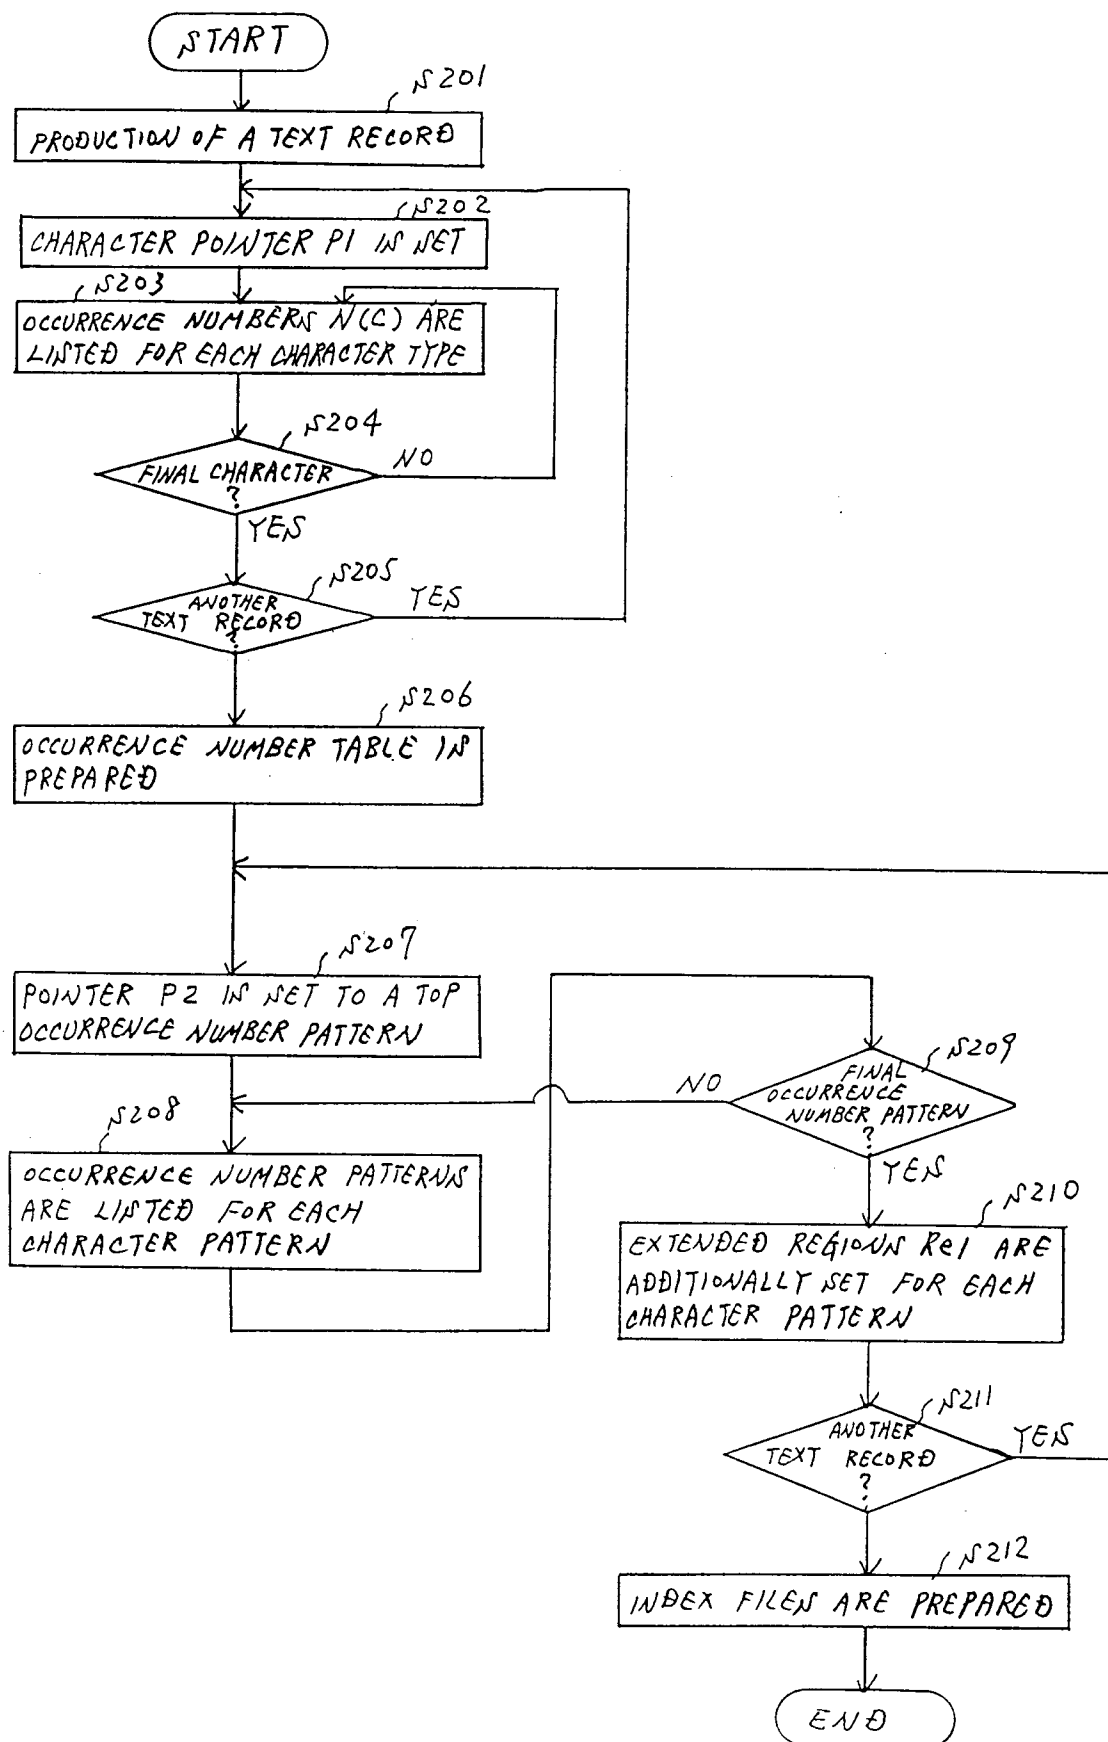 START
S201
PRODUCTION OF A TEXT RECORD
S202
CHARACTER POINTER P1 IS SET
S203
OCCURRENCE NUMBERS N(C) ARE
LISTED FOR EACH CHARACTER TYPE
S204
FINAL CHARACTER
?
NO
YES
S205
ANOTHER
TEXT RECORD
?
YES
S206
OCCURRENCE NUMBER TABLE IS
PREPARED
S207
POINTER P2 IS SET TO A TOP
OCCURRENCE NUMBER PATTERN
S208
OCCURRENCE NUMBER PATTERNS
ARE LISTED FOR EACH
CHARACTER PATTERN
S209
FINAL
OCCURRENCE
NUMBER PATTERN
?
NO
YES
S210
EXTENDED REGIONS Re1 ARE
ADDITIONALLY SET FOR EACH
CHARACTER PATTERN
S211
ANOTHER
TEXT RECORD
?
YES
S212
INDEX FILES ARE PREPARED
END